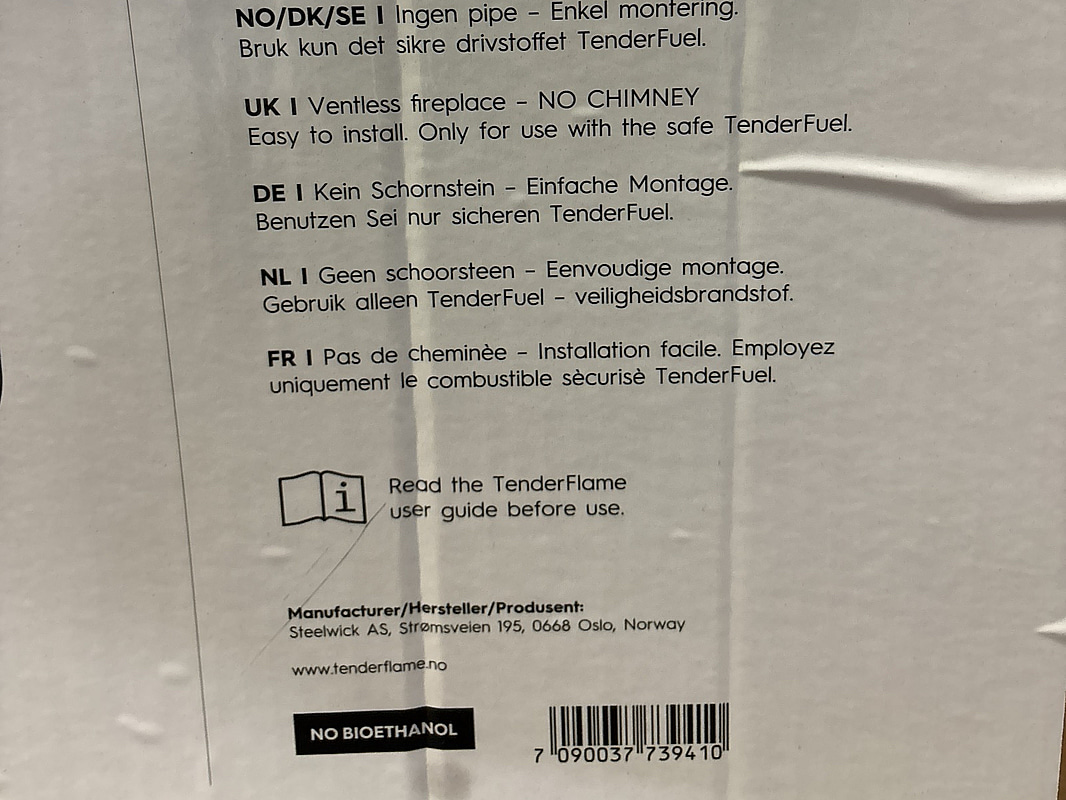 NO/DK/SE | Ingen pipe – Enkel montering.
Bruk kun det sikre drivstoffet TenderFuel.
UK | Ventless fireplace – NO CHIMNEY
Easy to install. Only for use with the safe TenderFuel.
DE | Kein Schornstein – Einfache Montage.
Benutzen Sei nur sicheren TenderFuel.
NL | Geen schoorsteen – Eenvoudige montage.
Gebruik alleen TenderFuel – veiligheidsbrandstof.
FR | Pas de cheminèe – Installation facile. Employez
uniquement le combustible sècurisè TenderFuel.
Read the TenderFlame
user guide before use.
Manufacturer/Hersteller/Produsent:
Steelwick AS, Strømsveien 195, 0668 Oslo, Norway
www.tenderflame.no
NO BIOETHANOL
7 090037 739410